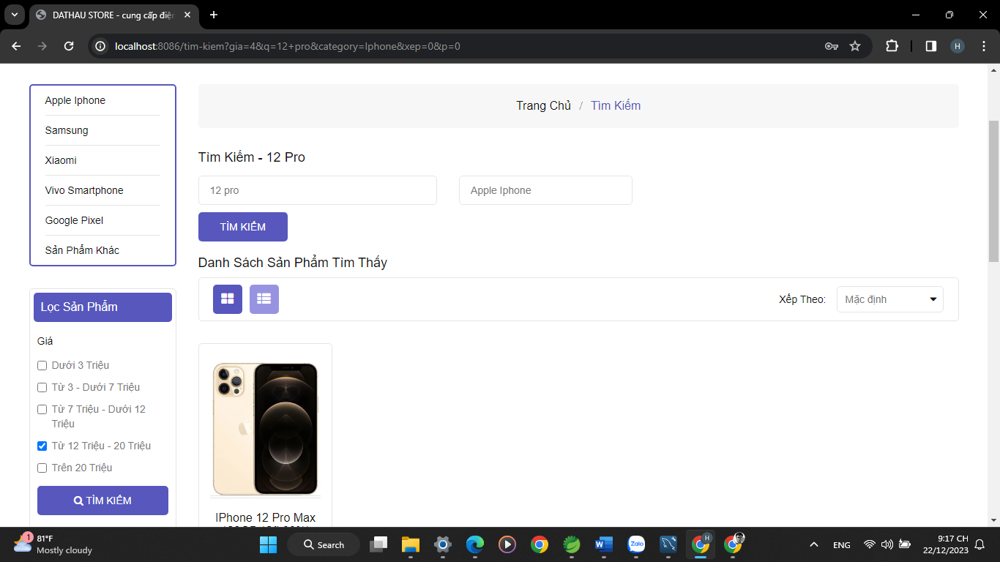 DATHAU STORE - cung cấp điện
localhost:8086/tim-kiem?gia=4&q=12+pro&category=Iphone&xep=0&p=0
H
Apple Iphone
Samsung
Xiaomi
Vivo Smartphone
Google Pixel
Sản Phẩm Khác
Lọc Sản Phẩm
Giá
Dưới 3 Triệu
Từ 3 - Dưới 7 Triệu
Từ 7 Triệu - Dưới 12
Triệu
Từ 12 Triệu - 20 Triệu
Trên 20 Triệu
TÌM KIẾM
Trang Chủ / Tìm Kiếm
Tìm Kiếm - 12 Pro
12 pro
Apple Iphone
TÌM KIẾM
Danh Sách Sản Phẩm Tìm Thấy
Xếp Theo:
Mặc định
IPhone 12 Pro Max
1
81°F
Mostly cloudy
Search
W
Zalo
H
ENG
9:17 CH
22/12/2023